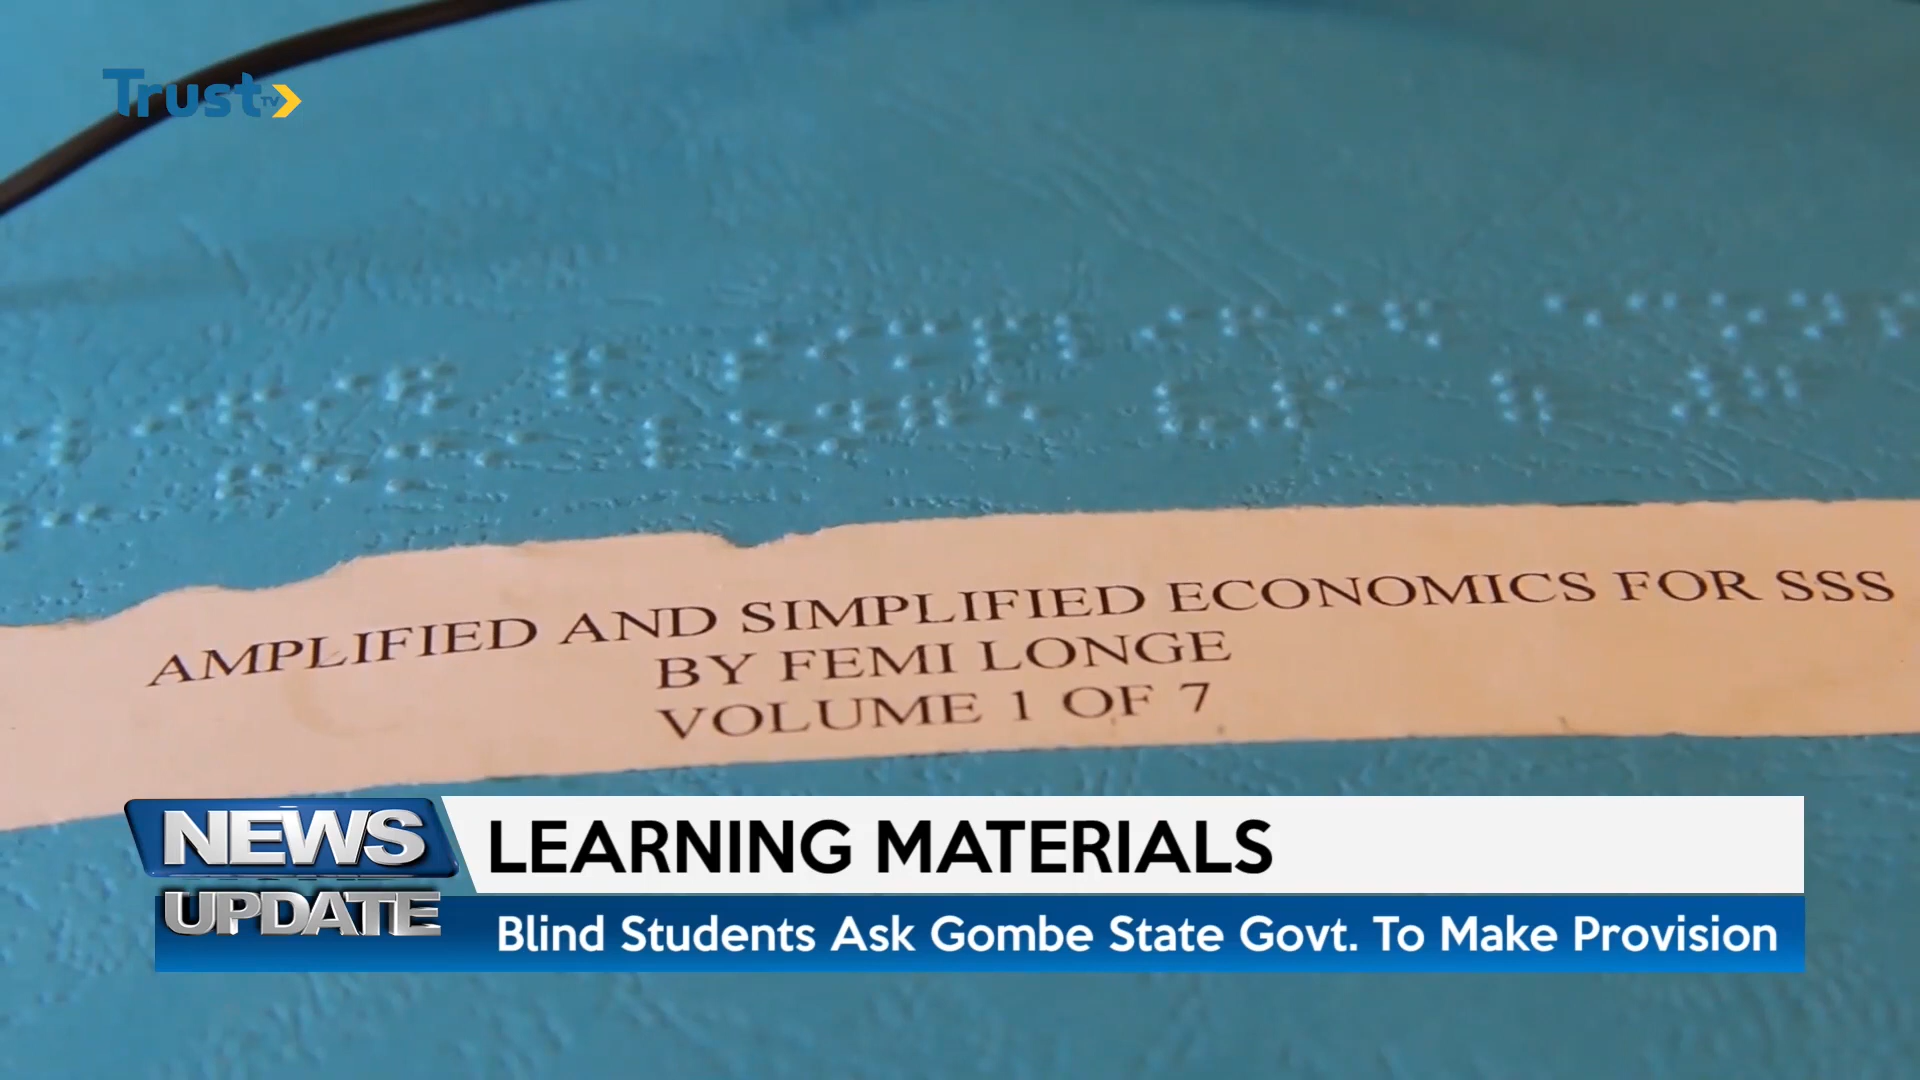 Trust TV
AMPLIFIED AND SIMPLIFIED ECONOMICS FOR SSS
BY FEMI LONGE
VOLUME 1 OF 7
NEWS
UPDATE
LEARNING MATERIALS
Blind Students Ask Gombe State Govt. To Make Provision